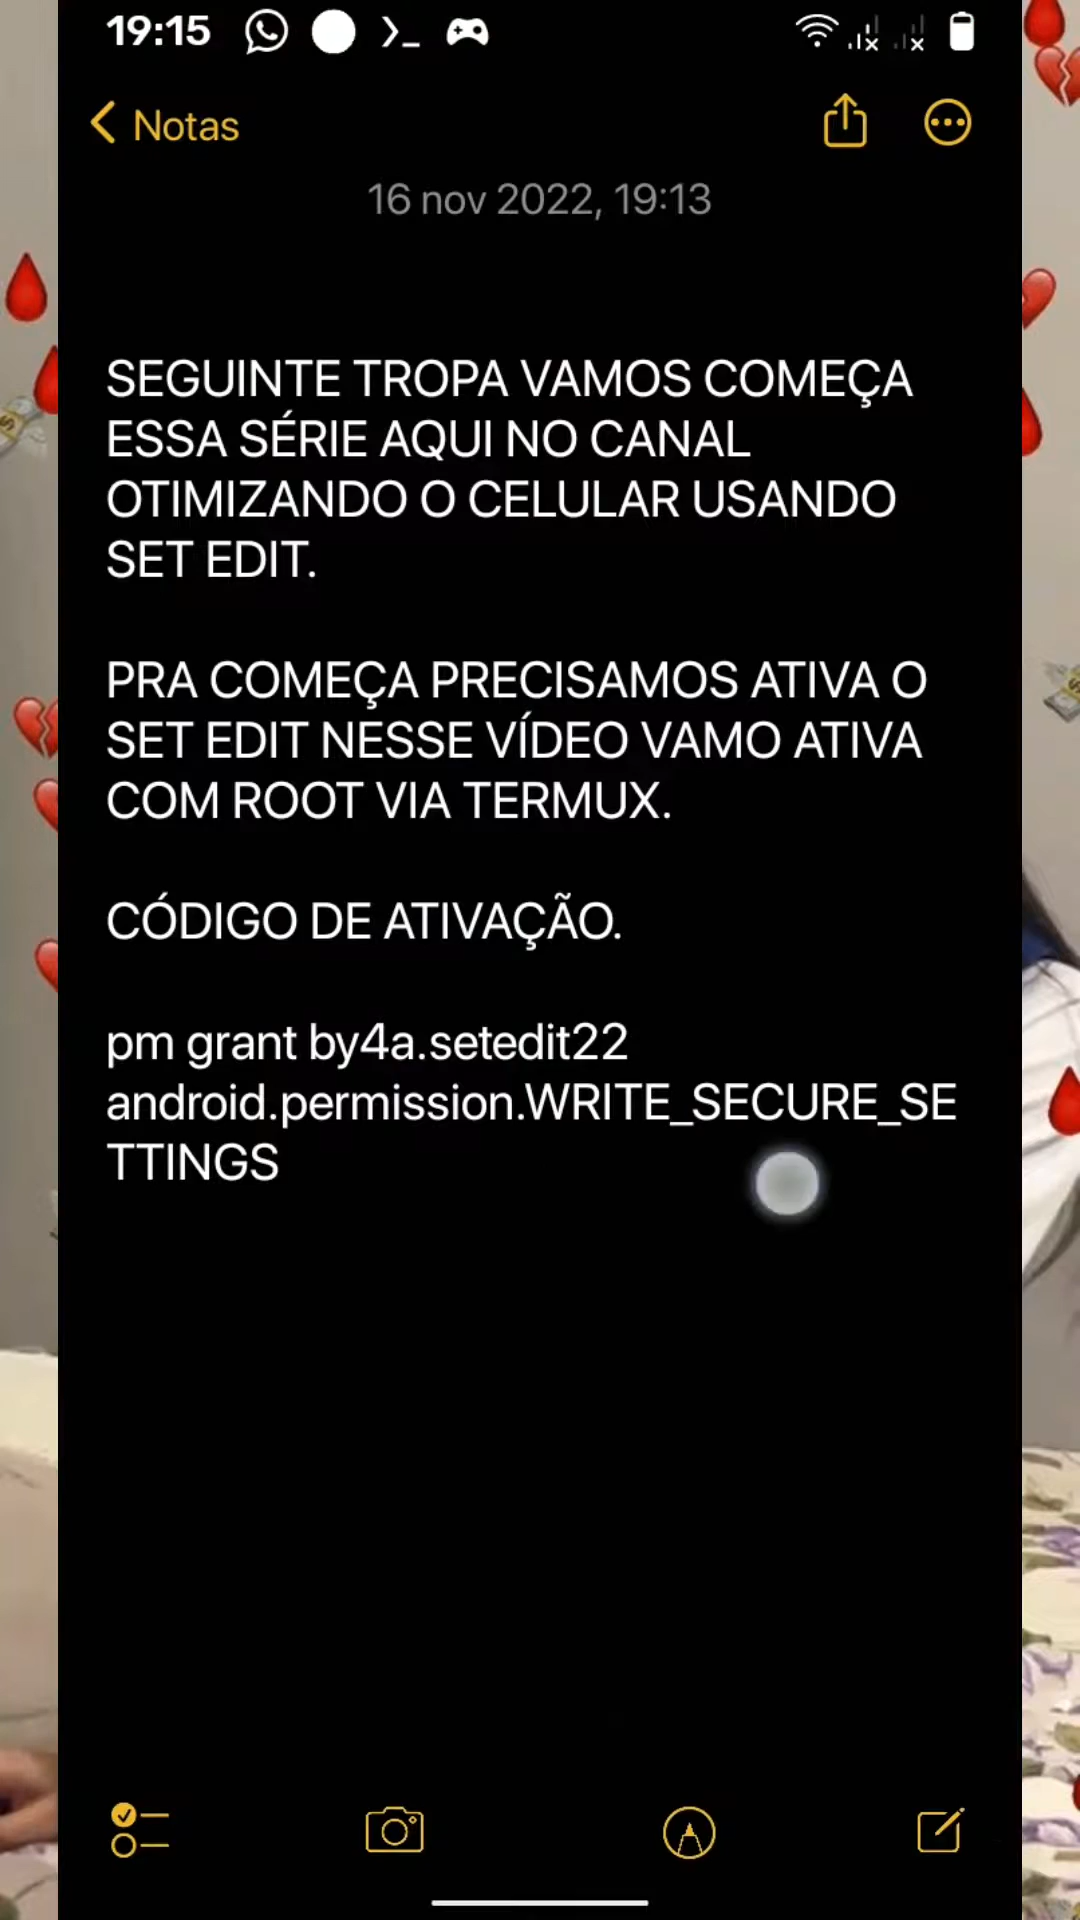 19:15
Notas
16 nov 2022, 19:13
SEGUINTE TROPA VAMOS COMEÇA
ESSA SÉRIE AQUI NO CANAL
OTIMIZANDO O CELULAR USANDO
SET EDIT.
PRA COMEÇA PRECISAMOS ATIVA O
SET EDIT NESSE VÍDEO VAMO ATIVA
COM ROOT VIA TERMUX.
CÓDIGO DE ATIVAÇÃO.
pm grant by4a.setedit22
android.permission.WRITE_SECURE_SE
TTINGS